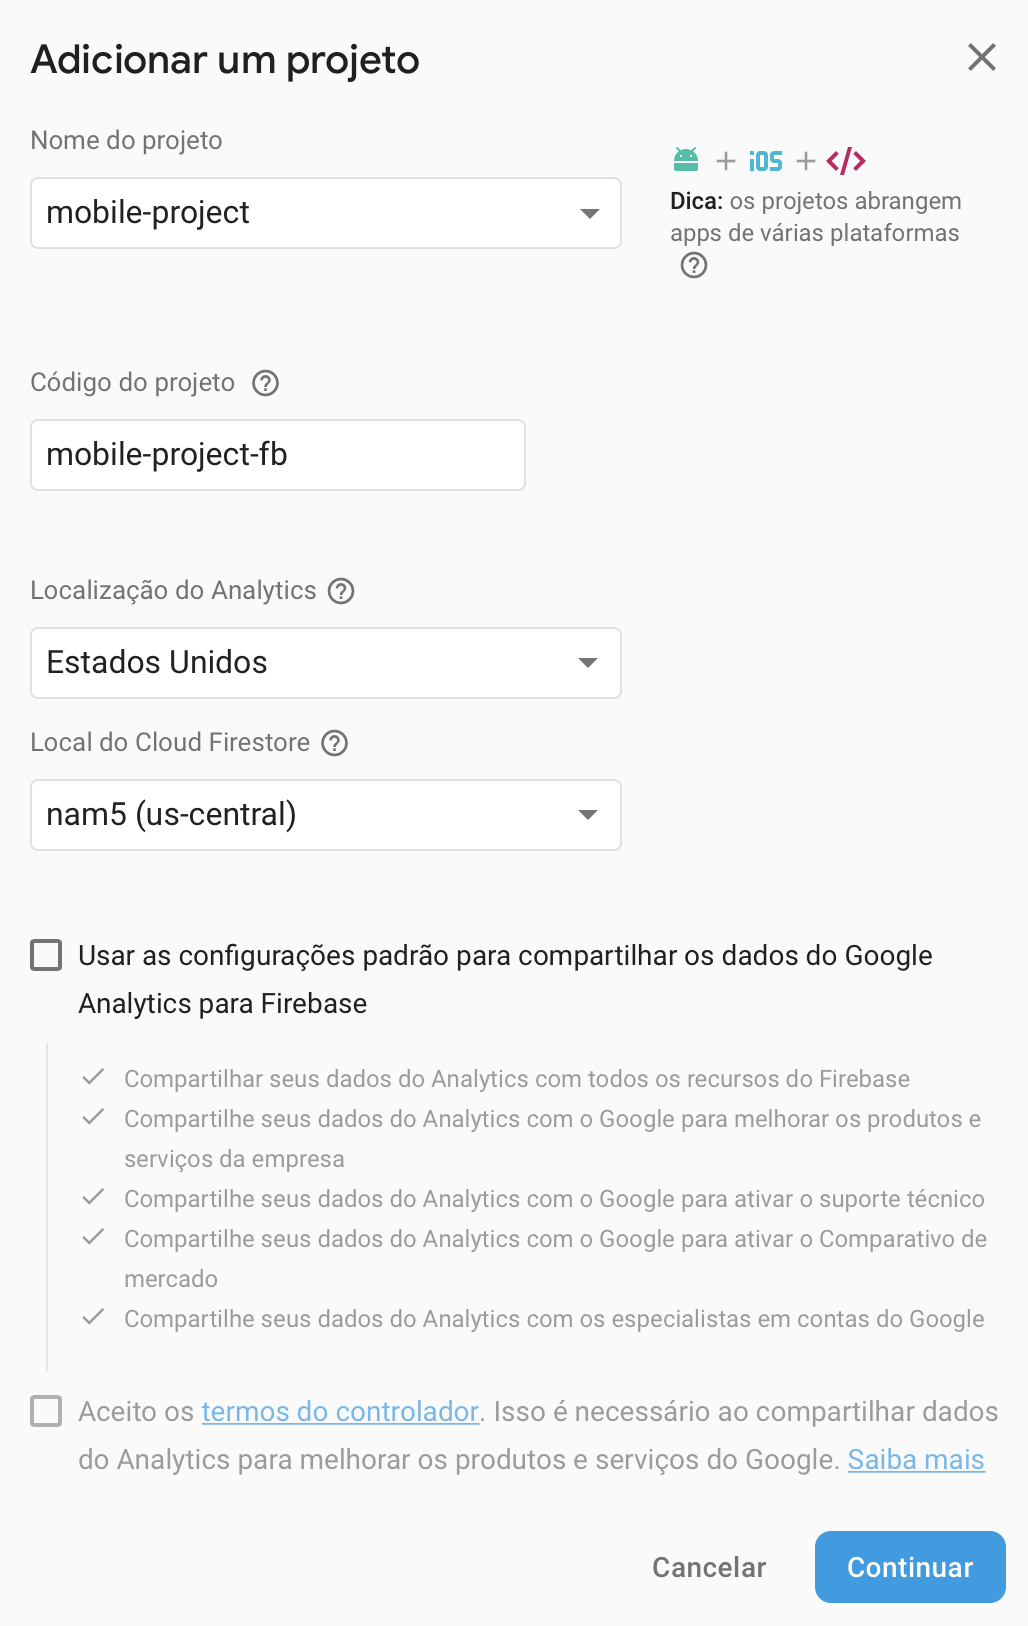 Adicionar um projeto
Nome do projeto
mobile-project
+ iOS + </>
Dica: os projetos abrangem
apps de várias plataformas
?
Código do projeto ?
mobile-project-fb
Localização do Analytics ?
Estados Unidos
Local do Cloud Firestore ?
nam5 (us-central)
Usar as configurações padrão para compartilhar os dados do Google
Analytics para Firebase
Compartilhar seus dados do Analytics com todos os recursos do Firebase
Compartilhe seus dados do Analytics com o Google para melhorar os produtos e
serviços da empresa
Compartilhe seus dados do Analytics com o Google para ativar o suporte técnico
Compartilhe seus dados do Analytics com o Google para ativar o Comparativo de
mercado
Compartilhe seus dados do Analytics com os especialistas em contas do Google
Aceito os termos do controlador. Isso é necessário ao compartilhar dados
do Analytics para melhorar os produtos e serviços do Google. Saiba mais
Cancelar
Continuar